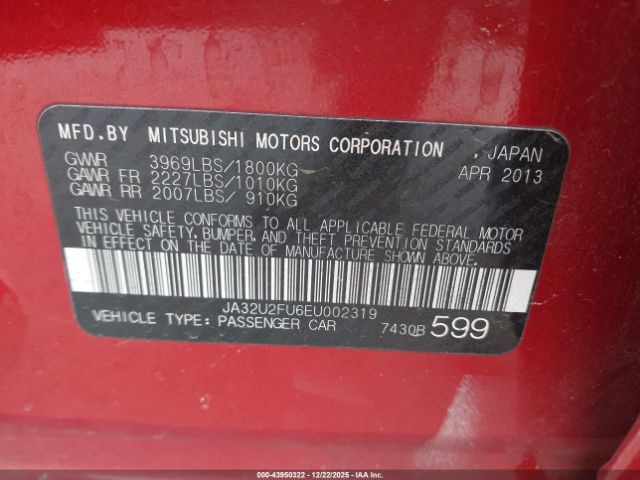 MFD.BY MITSUBISHI MOTORS CORPORATION , JAPAN
GVWR 3969LBS/1800KG APR 2013
GAWR FR 2227LBS/1010KG
GAWR RR 2007LBS/ 910KG
THIS VEHICLE CONFORMS TO ALL APPLICABLE FEDERAL MOTOR
VEHICLE SAFETY, BUMPER, AND THEFT PREVENTION STANDARDS
IN EFFECT ON THE DATE OF MANUFACTURE SHOWN ABOVE.
JA32U2FU6EU002319
VEHICLE TYPE: PASSENGER CAR 7430B 599
000-43950322 - 12/22/2025 - © IAA Holdings, LLC